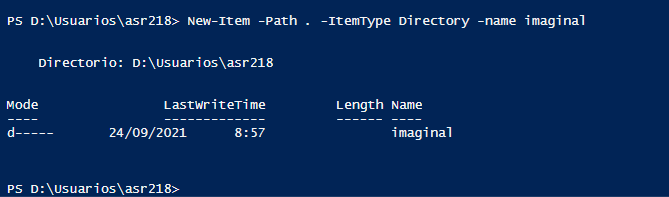 PS D:\Usuarios\asr218> New-Item -Path . -ItemType Directory -name imaginal
Directorio: D:\Usuarios\asr218
Mode LastWriteTime Length Name
---- ------------- ------ ----
d----- 24/09/2021 8:57 imaginal
PS D:\Usuarios\asr218>